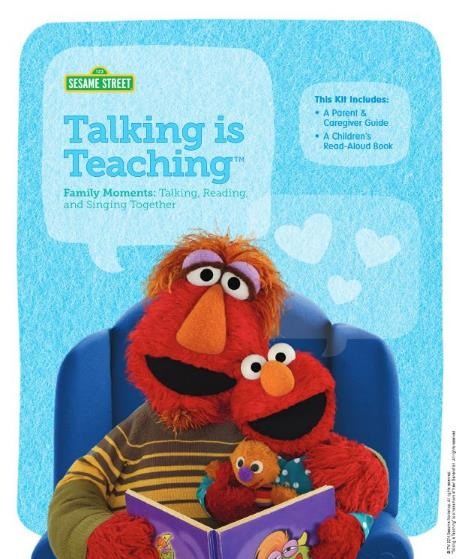 123
SESAME STREET
Talking is
Teaching™
Family Moments: Talking, Reading,
and Singing Together
This Kit Includes:
• A Parent &
Caregiver Guide
• A Children's
Read-Aloud Book